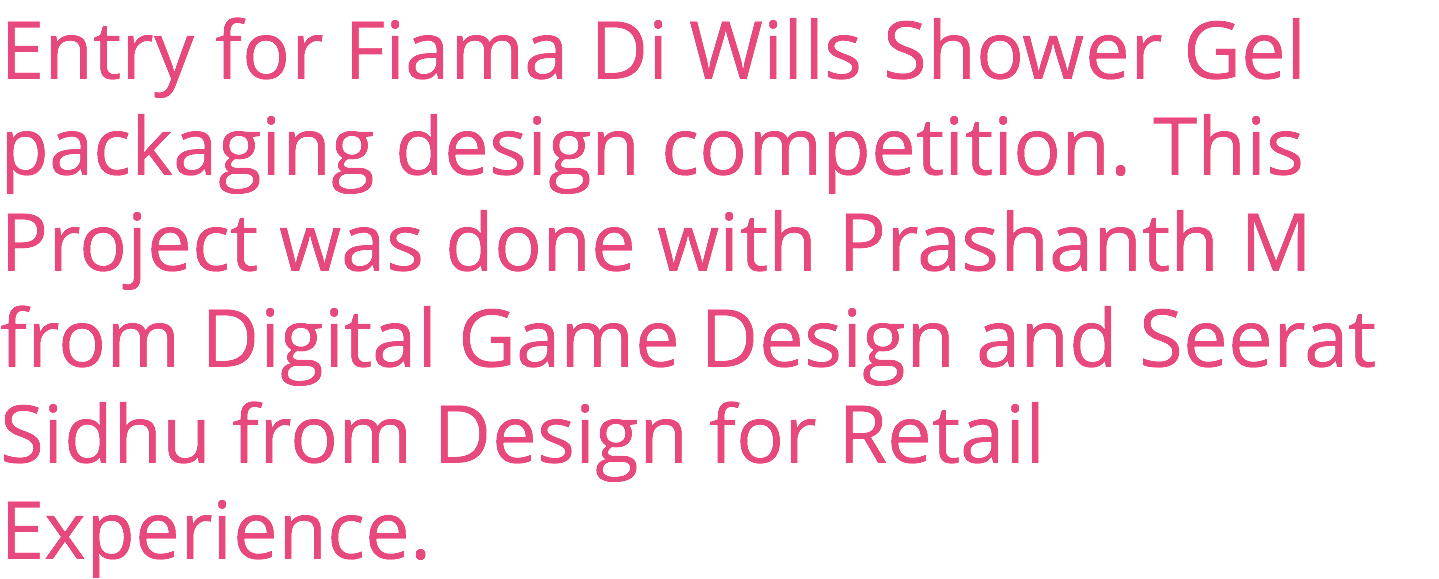 Entry for Fiama Di Wills Shower Gel
packaging design competition. This
Project was done with Prashanth M
from Digital Game Design and Seerat
Sidhu from Design for Retail
Experience.